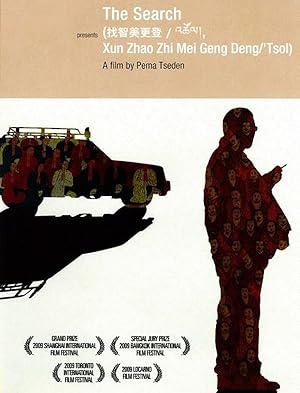 The Search
presents
(找智美更登 / འཚོལ།,
Xun Zhao Zhi Mei Geng Deng/'Tsol)
A film by Pema Tseden
GRAND PRIZE
2009 SHANGHAI INTERNATIONAL
FILM FESTIVAL
SPECIAL JURY PRIZE
2009 BANGKOK INTERNATIONAL
FILM FESTIVAL
2009 TORONTO
INTERNATIONAL
FILM FESTIVAL
2009 LOCARNO
FILM FESTIVAL